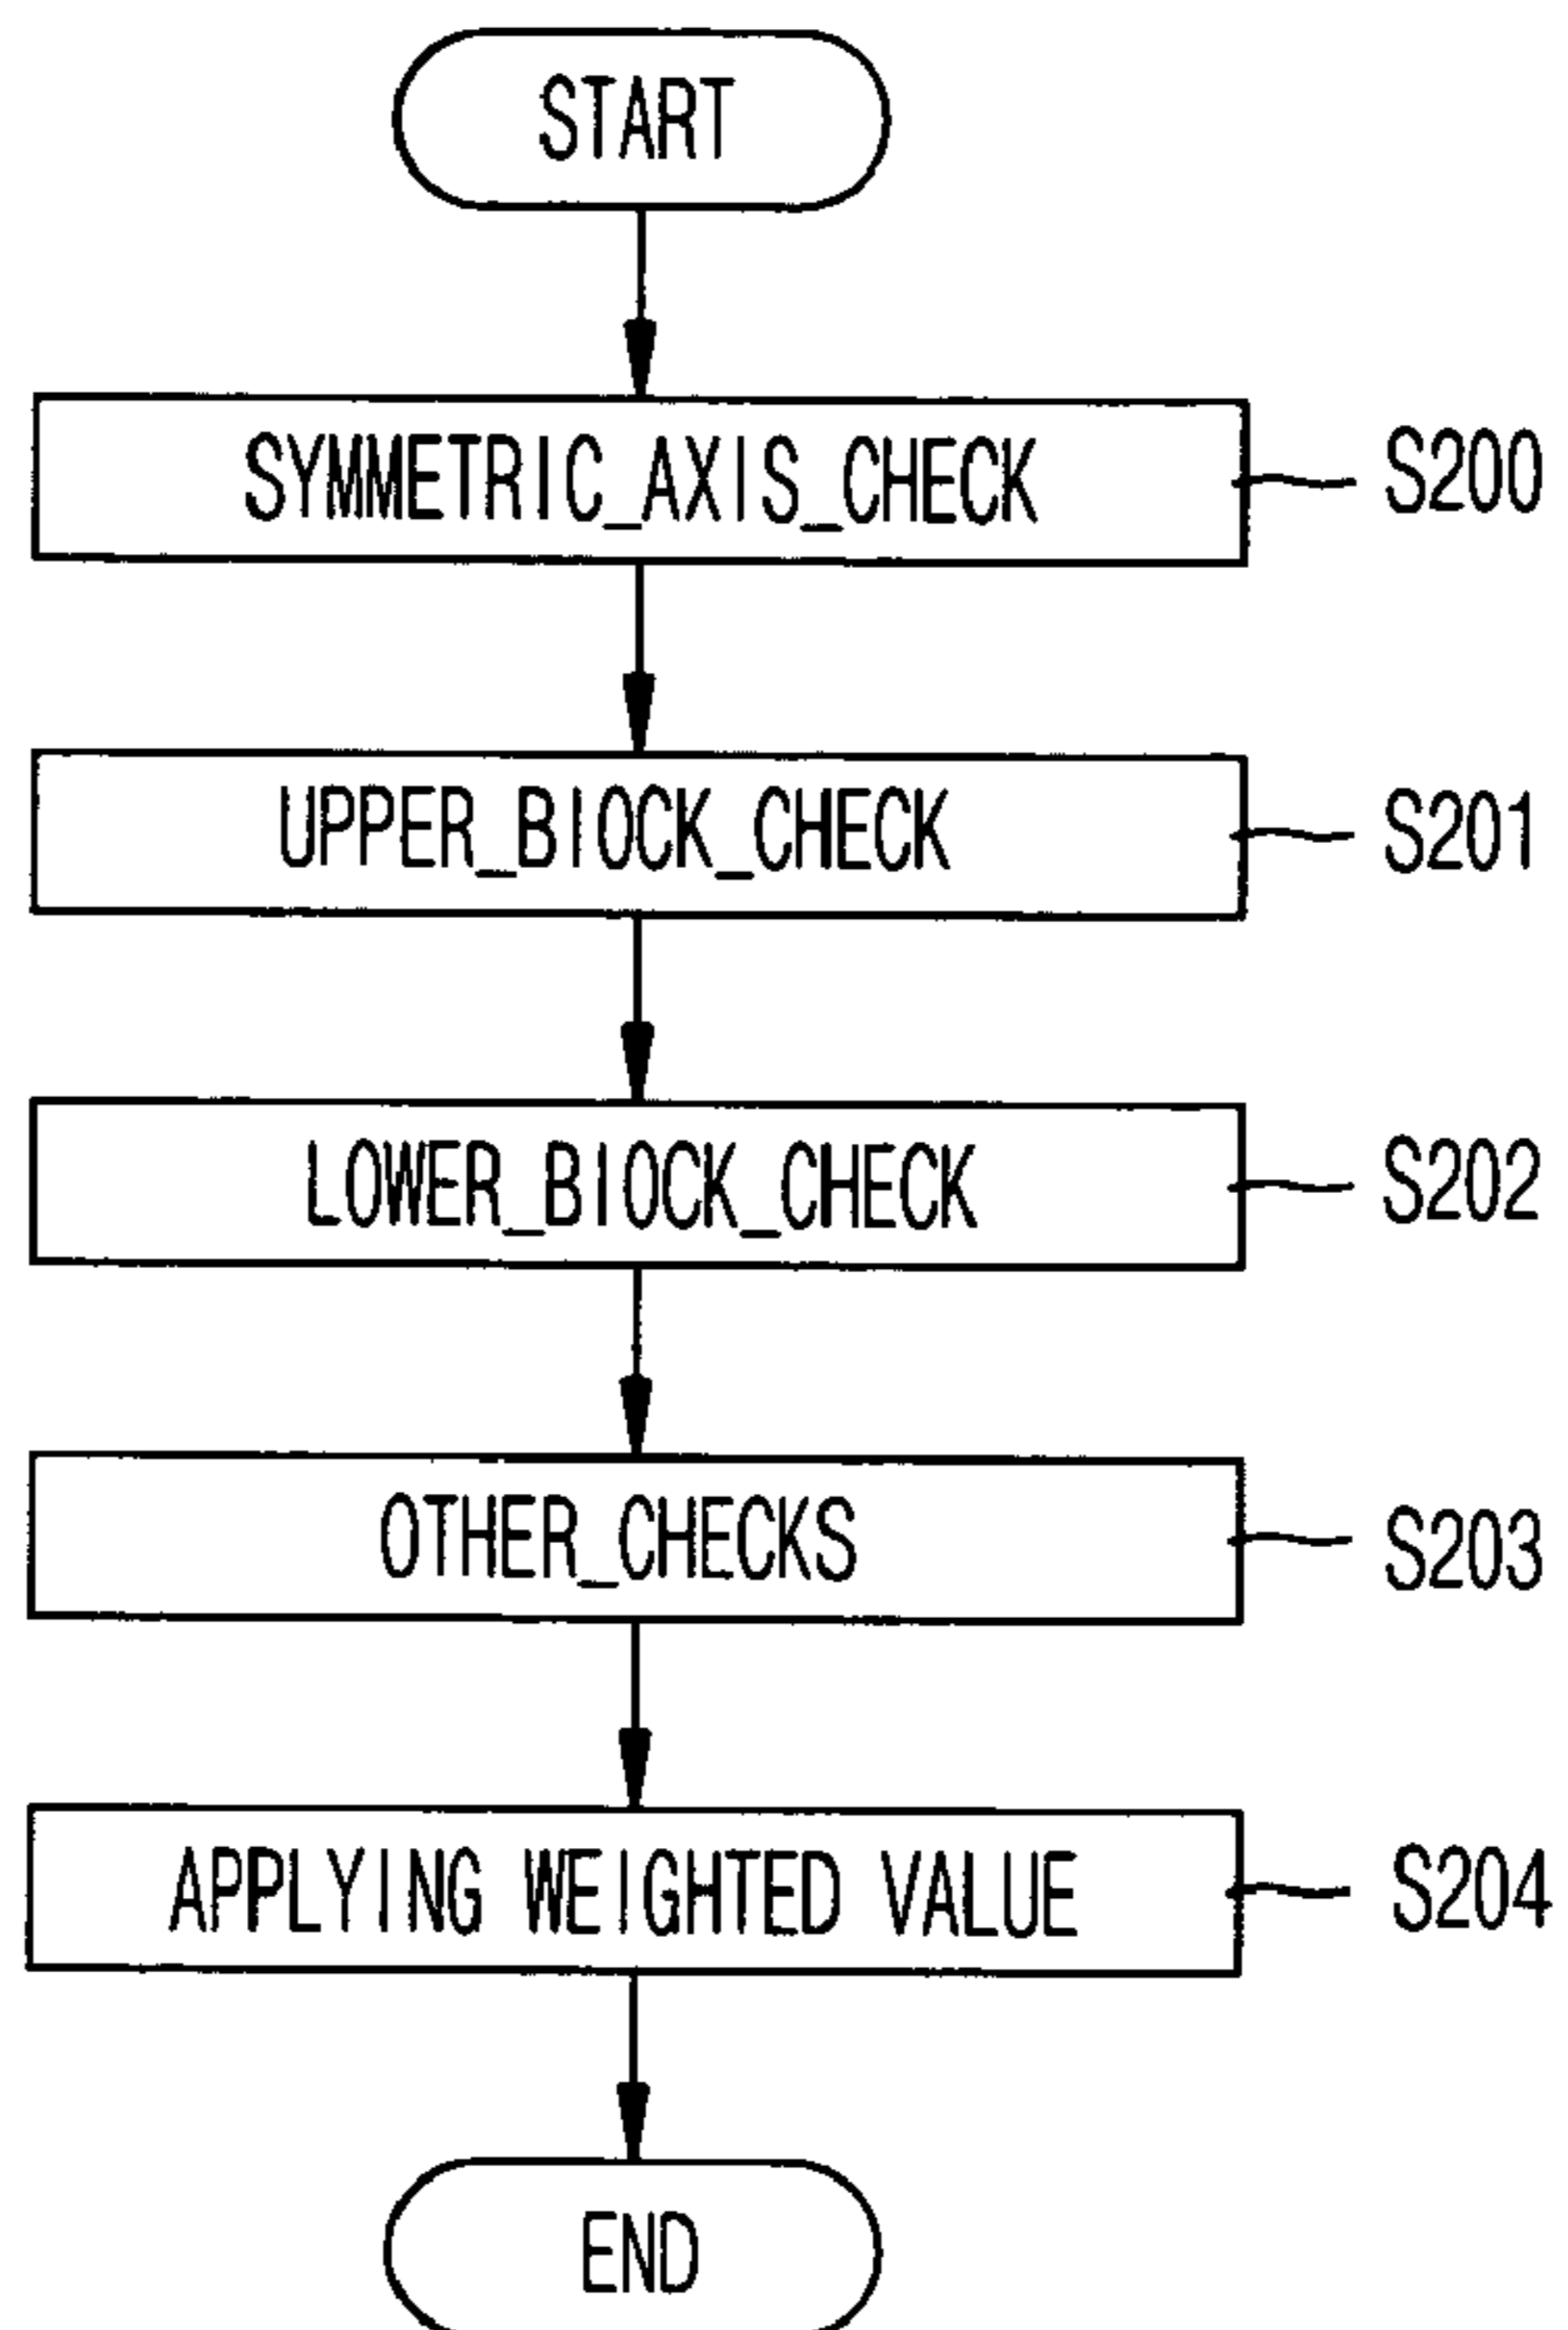 START
SYMMETRIC_AXIS_CHECK S200
UPPER_BIOCK_CHECK S201
LOWER_BIOCK_CHECK S202
OTHER_CHECKS S203
APPLYING WEIGHTED VALUE S204
END